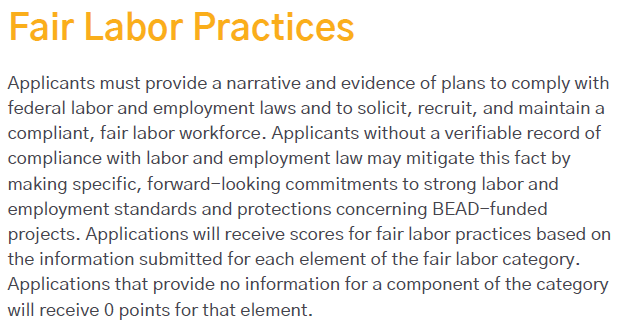 Fair Labor Practices
Applicants must provide a narrative and evidence of plans to comply with
federal labor and employment laws and to solicit, recruit, and maintain a
compliant, fair labor workforce. Applicants without a verifiable record of
compliance with labor and employment law may mitigate this fact by
making specific, forward-looking commitments to strong labor and
employment standards and protections concerning BEAD-funded
projects. Applications will receive scores for fair labor practices based on
the information submitted for each element of the fair labor category.
Applications that provide no information for a component of the category
will receive 0 points for that element.